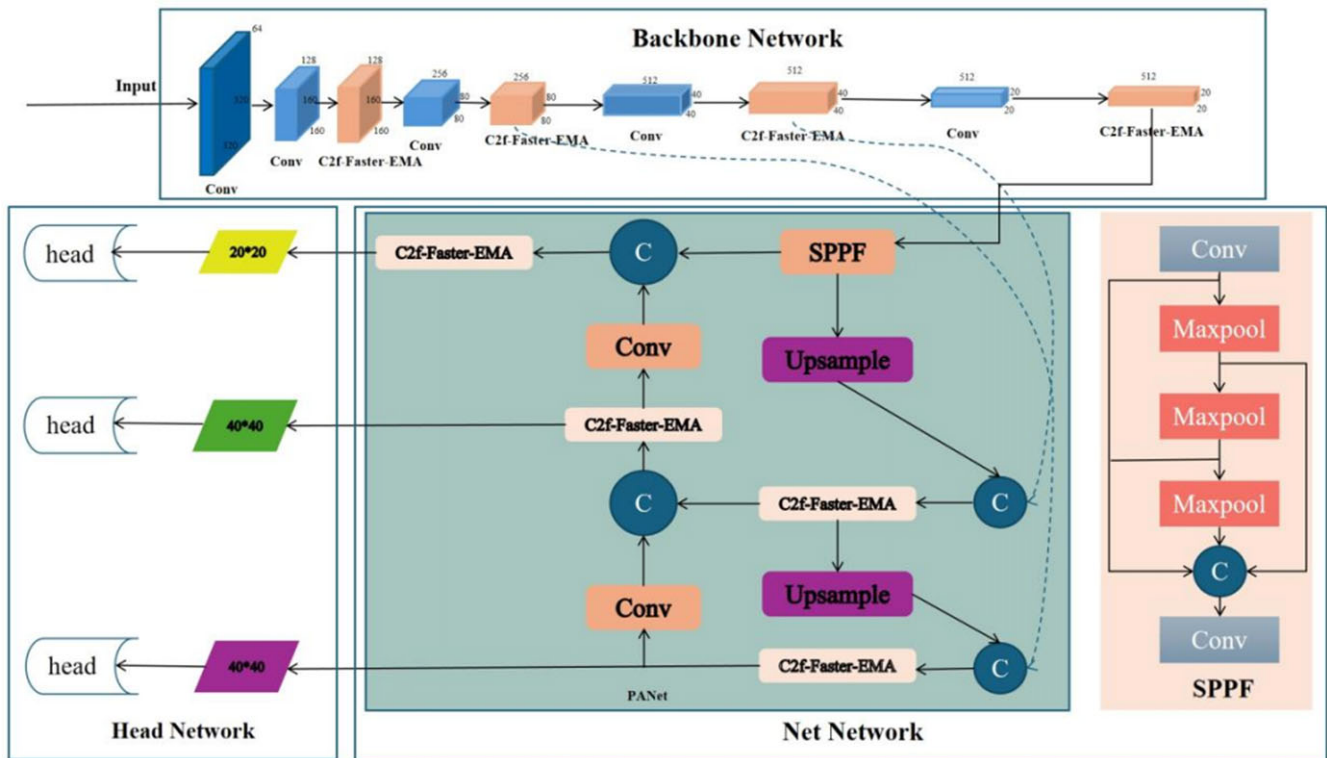 Backbone Network
Input
64
320
320
Conv
128
160
160
Conv
128
160
160
C2f-Faster-EMA
256
80
80
Conv
256
80
80
C2f-Faster-EMA
512
40
40
Conv
512
40
40
C2f-Faster-EMA
512
20
20
Conv
512
20
20
C2f-Faster-EMA
head
20*20
C2f-Faster-EMA
C
SPPF
Conv
Upsample
head
40*40
C2f-Faster-EMA
C
C2f-Faster-EMA
C
Conv
Upsample
head
40*40
C2f-Faster-EMA
C
PANet
Head Network
Net Network
Conv
Maxpool
Maxpool
Maxpool
C
Conv
SPPF